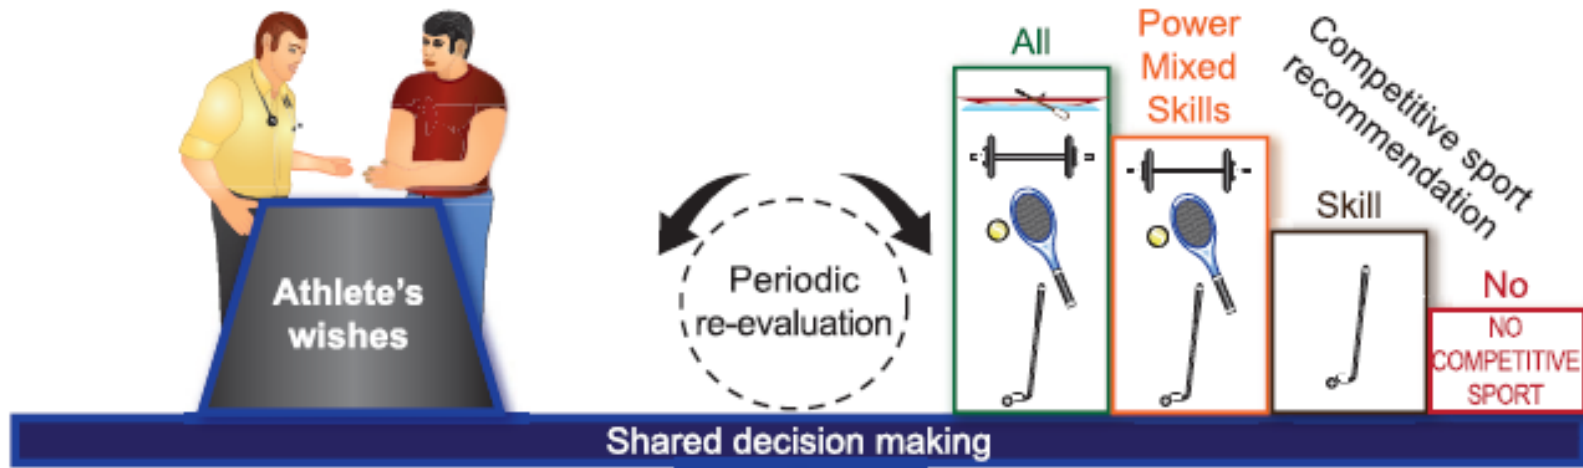 Athlete's
wishes
Periodic
re-evaluation
All
Power
Mixed
Skills
Skill
Competitive sport
recommendation
No
NO
COMPETITIVE
SPORT
Shared decision making